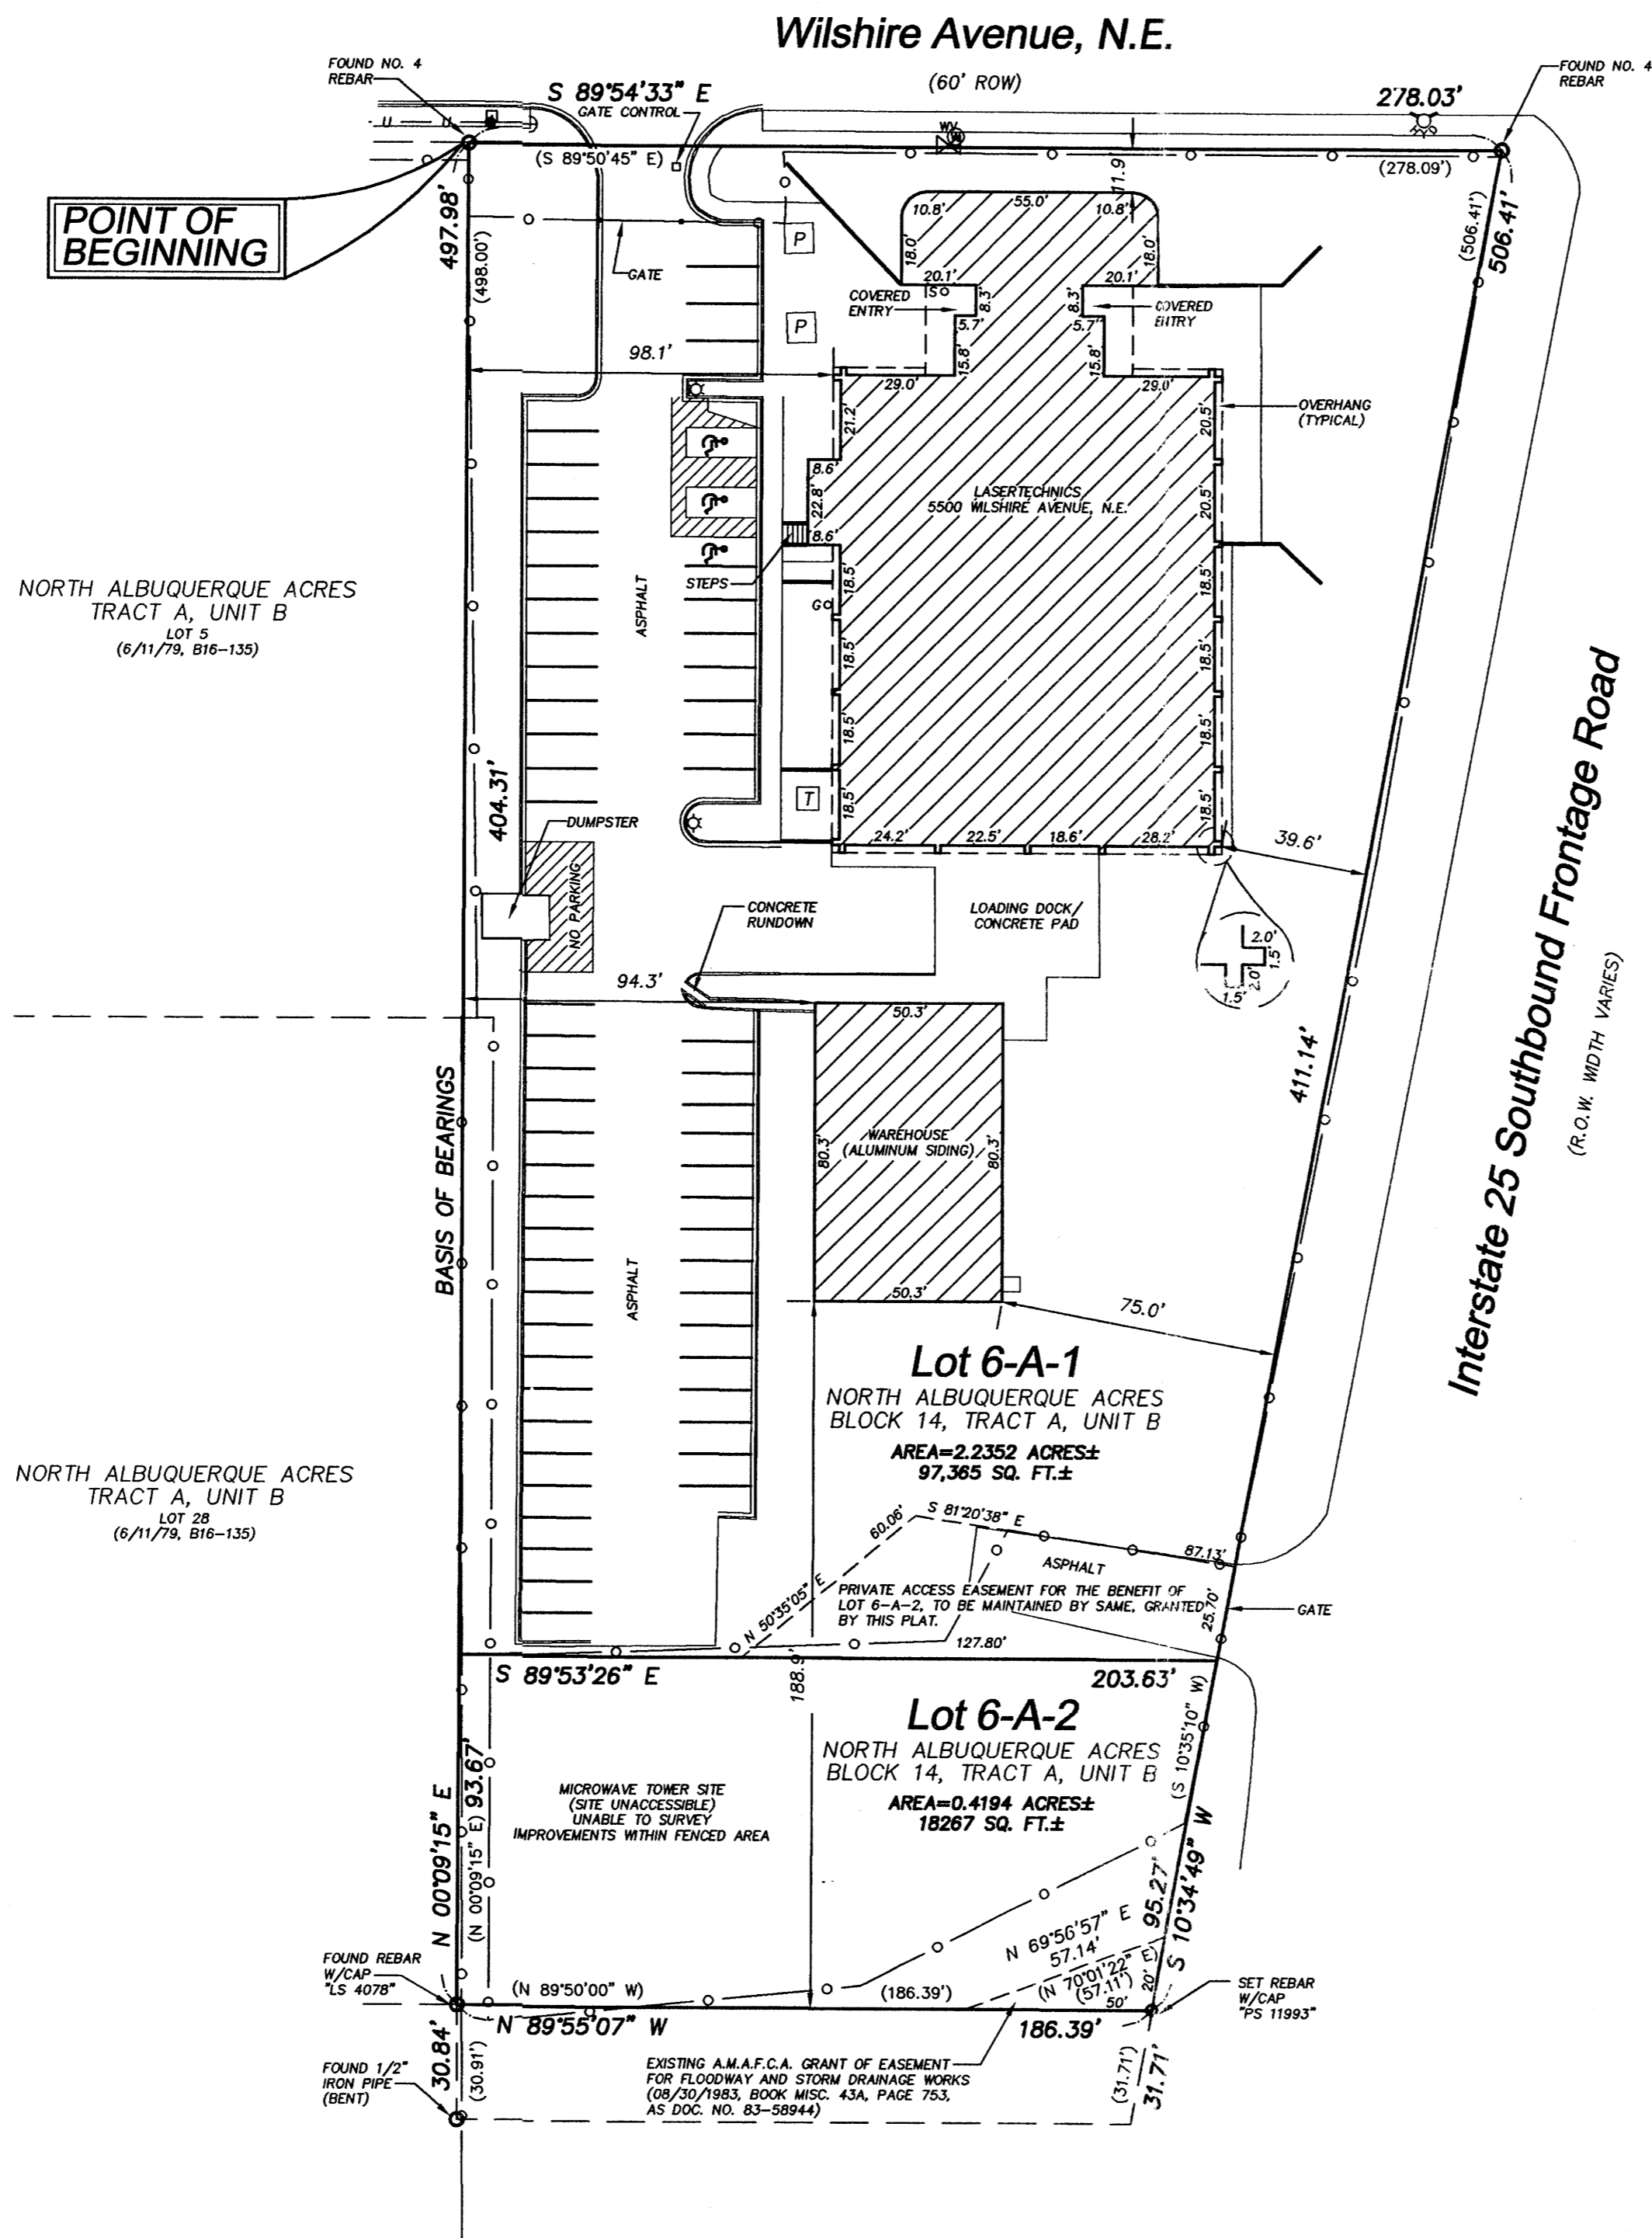 Wilshire Avenue, N.E.
(60' ROW)
FOUND NO. 4
REBAR
S 89°54'33" E
GATE CONTROL
278.03'
FOUND NO. 4
REBAR
U U
WV
W
(S 89°50'45" E)
11.9'
(278.09')
POINT OF
BEGINNING
497.98'
(498.00')
(506.41')
506.41'
10.8'
55.0'
10.8'
18.0'
18.0'
P
GATE
20.1'
20.1'
SO
COVERED
ENTRY
8.3'
8.3'
COVERED
ENTRY
P
5.7'
5.7'
98.1'
15.8'
15.8'
29.0'
29.0'
OVERHANG
(TYPICAL)
21.2'
20.5'
8.6'
LASERTECHNICS
5500 WILSHIRE AVENUE, N.E.
22.8'
20.5'
8.6'
STEPS
NORTH ALBUQUERQUE ACRES
TRACT A, UNIT B
LOT 5
(6/11/79, B16-135)
ASPHALT
GO
18.5'
18.5'
18.5'
18.5'
18.5'
18.5'
T
18.5'
18.5'
404.31'
DUMPSTER
24.2'
22.5'
18.6'
28.2'
39.6'
NO PARKING
CONCRETE
RUNDOWN
LOADING DOCK/
CONCRETE PAD
2.0'
1.5'
2.0'
1.5'
Interstate 25 Southbound Frontage Road
(R.O.W. WIDTH VARIES)
94.3'
50.3'
411.14'
BASIS OF BEARINGS
80.3'
WAREHOUSE
(ALUMINUM SIDING)
80.3'
ASPHALT
50.3'
75.0'
Lot 6-A-1
NORTH ALBUQUERQUE ACRES
BLOCK 14, TRACT A, UNIT B
AREA=2.2352 ACRES±
97,365 SQ. FT.±
NORTH ALBUQUERQUE ACRES
TRACT A, UNIT B
LOT 28
(6/11/79, B16-135)
60.06'
S 81°20'38" E
87.13'
ASPHALT
N 50°35'05" E
PRIVATE ACCESS EASEMENT FOR THE BENEFIT OF
LOT 6-A-2, TO BE MAINTAINED BY SAME, GRANTED
BY THIS PLAT.
25.70'
GATE
127.80'
S 89°53'26" E
188.9'
203.63'
Lot 6-A-2
NORTH ALBUQUERQUE ACRES
BLOCK 14, TRACT A, UNIT B
AREA=0.4194 ACRES±
18267 SQ. FT.±
(S 10°35'10" W)
MICROWAVE TOWER SITE
(SITE UNACCESSIBLE)
UNABLE TO SURVEY
IMPROVEMENTS WITHIN FENCED AREA
93.67'
N 00°09'15" E
(N 00°09'15" E)
95.27'
S 10°34'49" W
N 69°56'57" E
57.14'
(N 70°01'22" E)
(57.11')
20'
50'
FOUND REBAR
W/CAP
"LS 4078"
(N 89°50'00" W)
(186.39')
SET REBAR
W/CAP
"PS 11993"
N 89°55'07" W
186.39'
30.84'
(30.91')
FOUND 1/2"
IRON PIPE
(BENT)
EXISTING A.M.A.F.C.A. GRANT OF EASEMENT
FOR FLOODWAY AND STORM DRAINAGE WORKS
(08/30/1983, BOOK MISC. 43A, PAGE 753,
AS DOC. NO. 83-58944)
(31.71')
31.71'